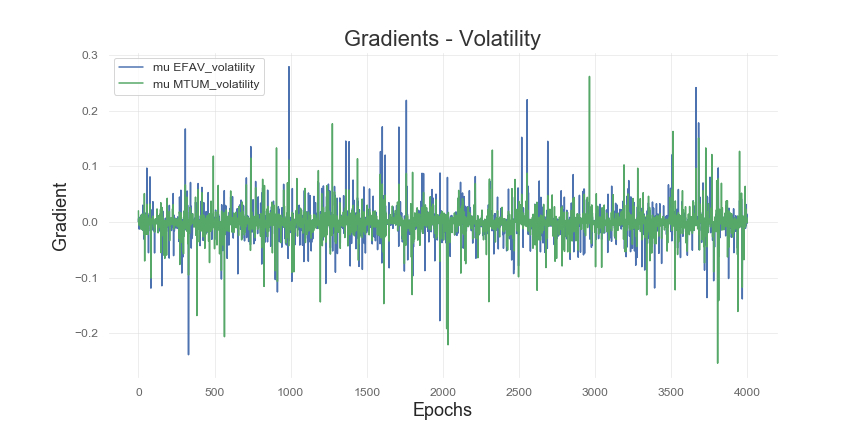 Gradients - Volatility
mu EFAV_volatility
mu MTUM_volatility
Gradient
0.3
0.2
0.1
0.0
−0.1
−0.2
0 500 1000 1500 2000 2500 3000 3500 4000
Epochs